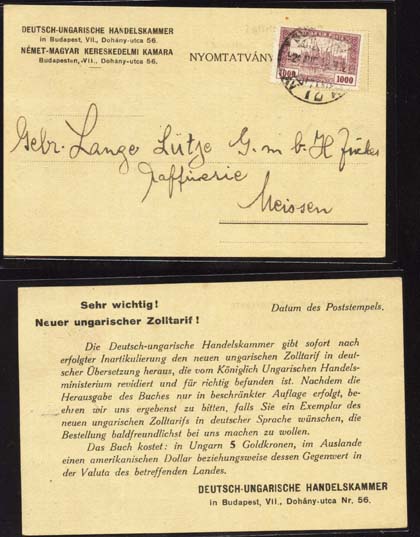 DEUTSCH-UNGARISCHE HANDELSKAMMER
in Budapest, VII., Dohány-utca 56.
NÉMET-MAGYAR KERESKEDELMI KAMARA
Budapesten, VII., Dohány-utca 56.
NYOMTATVÁNY
1000 1000
Gebr. Lange Lütze G. m b. H
Raffinerie
Meissen
Sehr wichtig!
Neuer ungarischer Zolltarif!
Datum des Poststempels.
Die Deutsch-ungarische Handelskammer gibt sofort nach
erfolgter Inartikulierung den neuen ungarischen Zolltarif in deut-
scher Übersetzung heraus, die vom Königlich Ungarischen Handels-
ministerium revidiert und für richtig befunden ist. Nachdem die
Herausgabe des Buches nur in beschränkter Auflage erfolgt, be-
ehren wir uns ergebenst zu bitten, falls Sie ein Exemplar des
neuen ungarischen Zolltarifs in deutscher Sprache wünschen, die
Bestellung baldfreundlichst bei uns machen zu wollen.
Das Buch kostet: in Ungarn 5 Goldkronen, im Auslande
einen amerikanischen Dollar beziehungsweise dessen Gegenwert in
der Valuta des betreffenden Landes.
DEUTSCH-UNGARISCHE HANDELSKAMMER
in Budapest, VII., Dohány-utca Nr. 56.